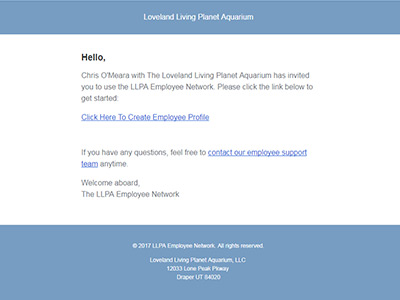 Loveland Living Planet Aquarium
Hello,
Chris O'Meara with The Loveland Living Planet Aquarium has invited
you to use the LLPA Employee Network. Please click the link below to
get started:
Click Here To Create Employee Profile
If you have any questions, feel free to contact our employee support
team anytime.
Welcome aboard,
The LLPA Employee Network
© 2017 LLPA Employee Network. All rights reserved.
Loveland Living Planet Aquarium, LLC
12033 Lone Peak Pkway
Draper UT 84020